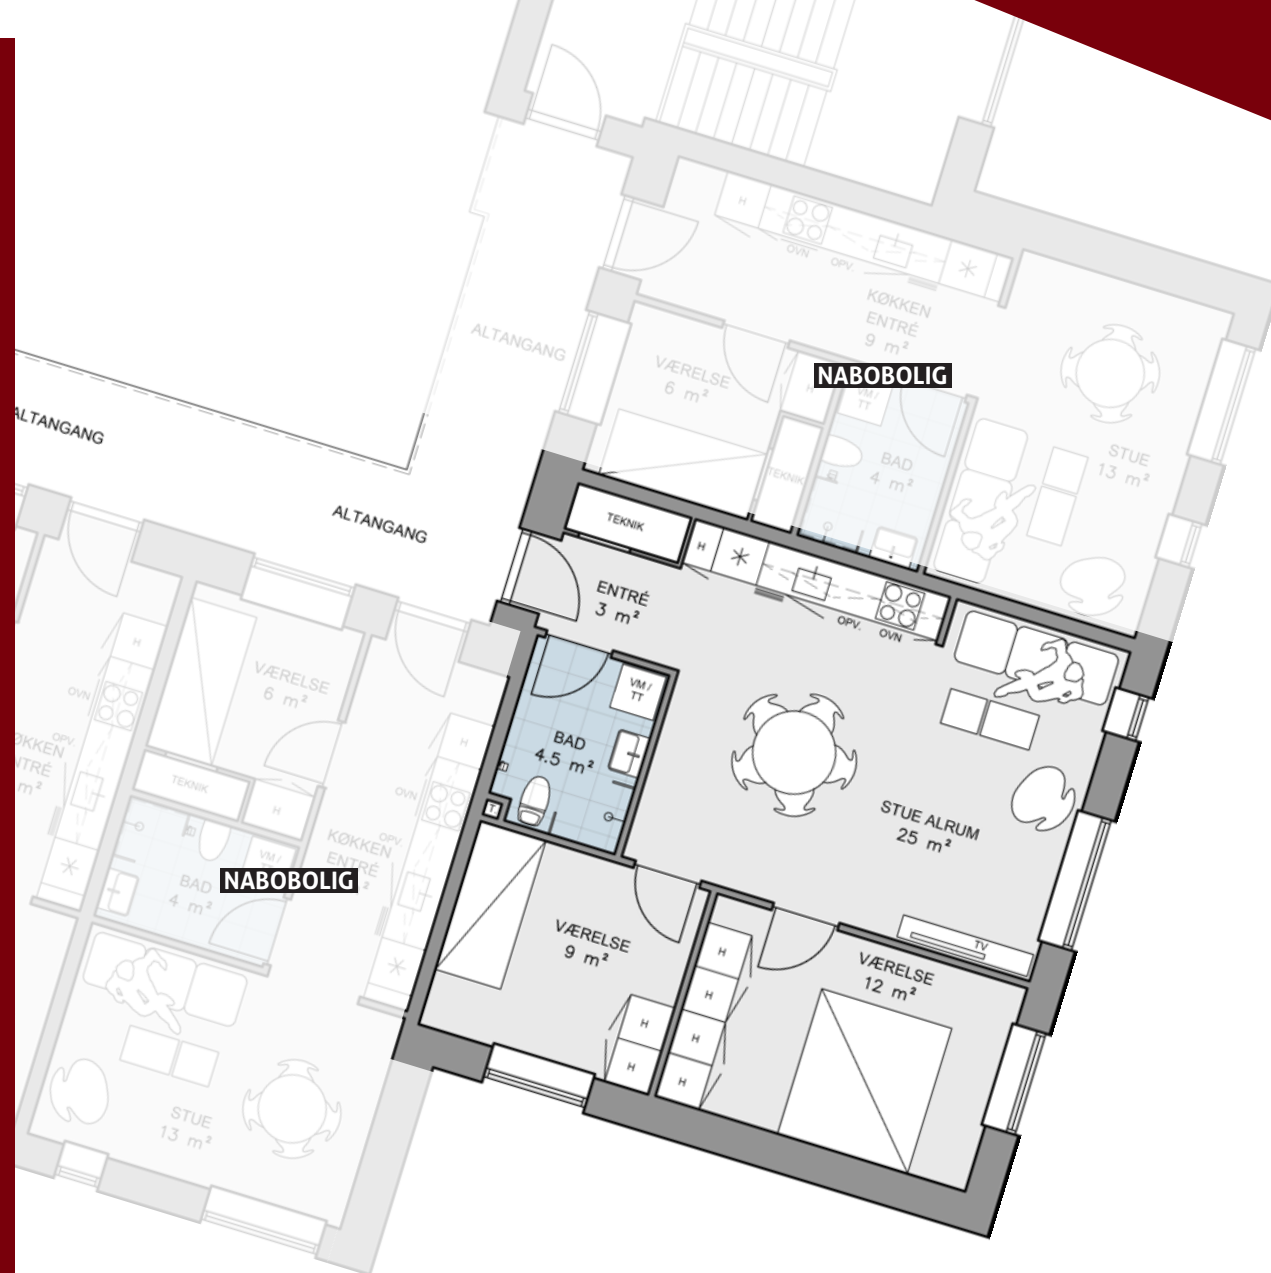 H
OVN
OPV.
KØKKEN
ENTRÉ
9 m²
ALTANGANG
VÆRELSE
6 m²
NABOBOLIG
H
VM /
TT
STUE
13 m²
BAD
4 m²
TEKNIK
ALTANGANG
ALTANGANG
TEKNIK
H
ENTRÉ
3 m²
OPV.
OVN
VM /
TT
BAD
4.5 m²
T
STUE ALRUM
25 m²
TV
VÆRELSE
9 m²
VÆRELSE
12 m²
H
H
H
H
H
H
H
OVN
OPV.
VÆRELSE
6 m²
TEKNIK
H
H
OVN
OPV.
KØKKEN
ENTRÉ
VM /
BAD
4 m²
NABOBOLIG
STUE
13 m²